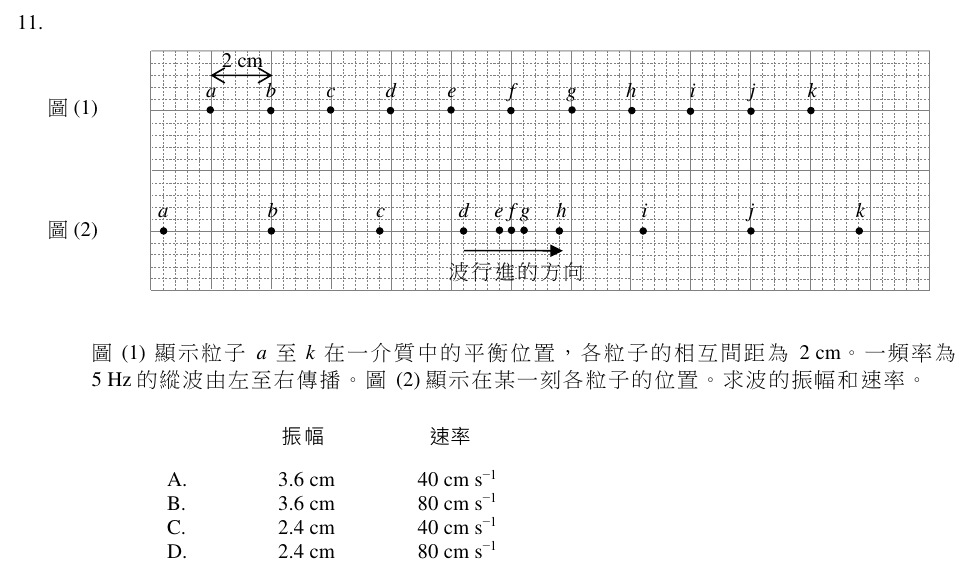 11.
2 cm
圖 (1) a b c d e f g h i j k
圖 (2) a b c d e f g h i j k
波行進的方向
圖 (1) 顯示粒子 a 至 k 在一介質中的平衡位置，各粒子的相互間距為 2 cm。一頻率為
5 Hz 的縱波由左至右傳播。圖 (2) 顯示在某一刻各粒子的位置。求波的振幅和速率。
振幅 速率
A. 3.6 cm 40 cm s⁻¹
B. 3.6 cm 80 cm s⁻¹
C. 2.4 cm 40 cm s⁻¹
D. 2.4 cm 80 cm s⁻¹